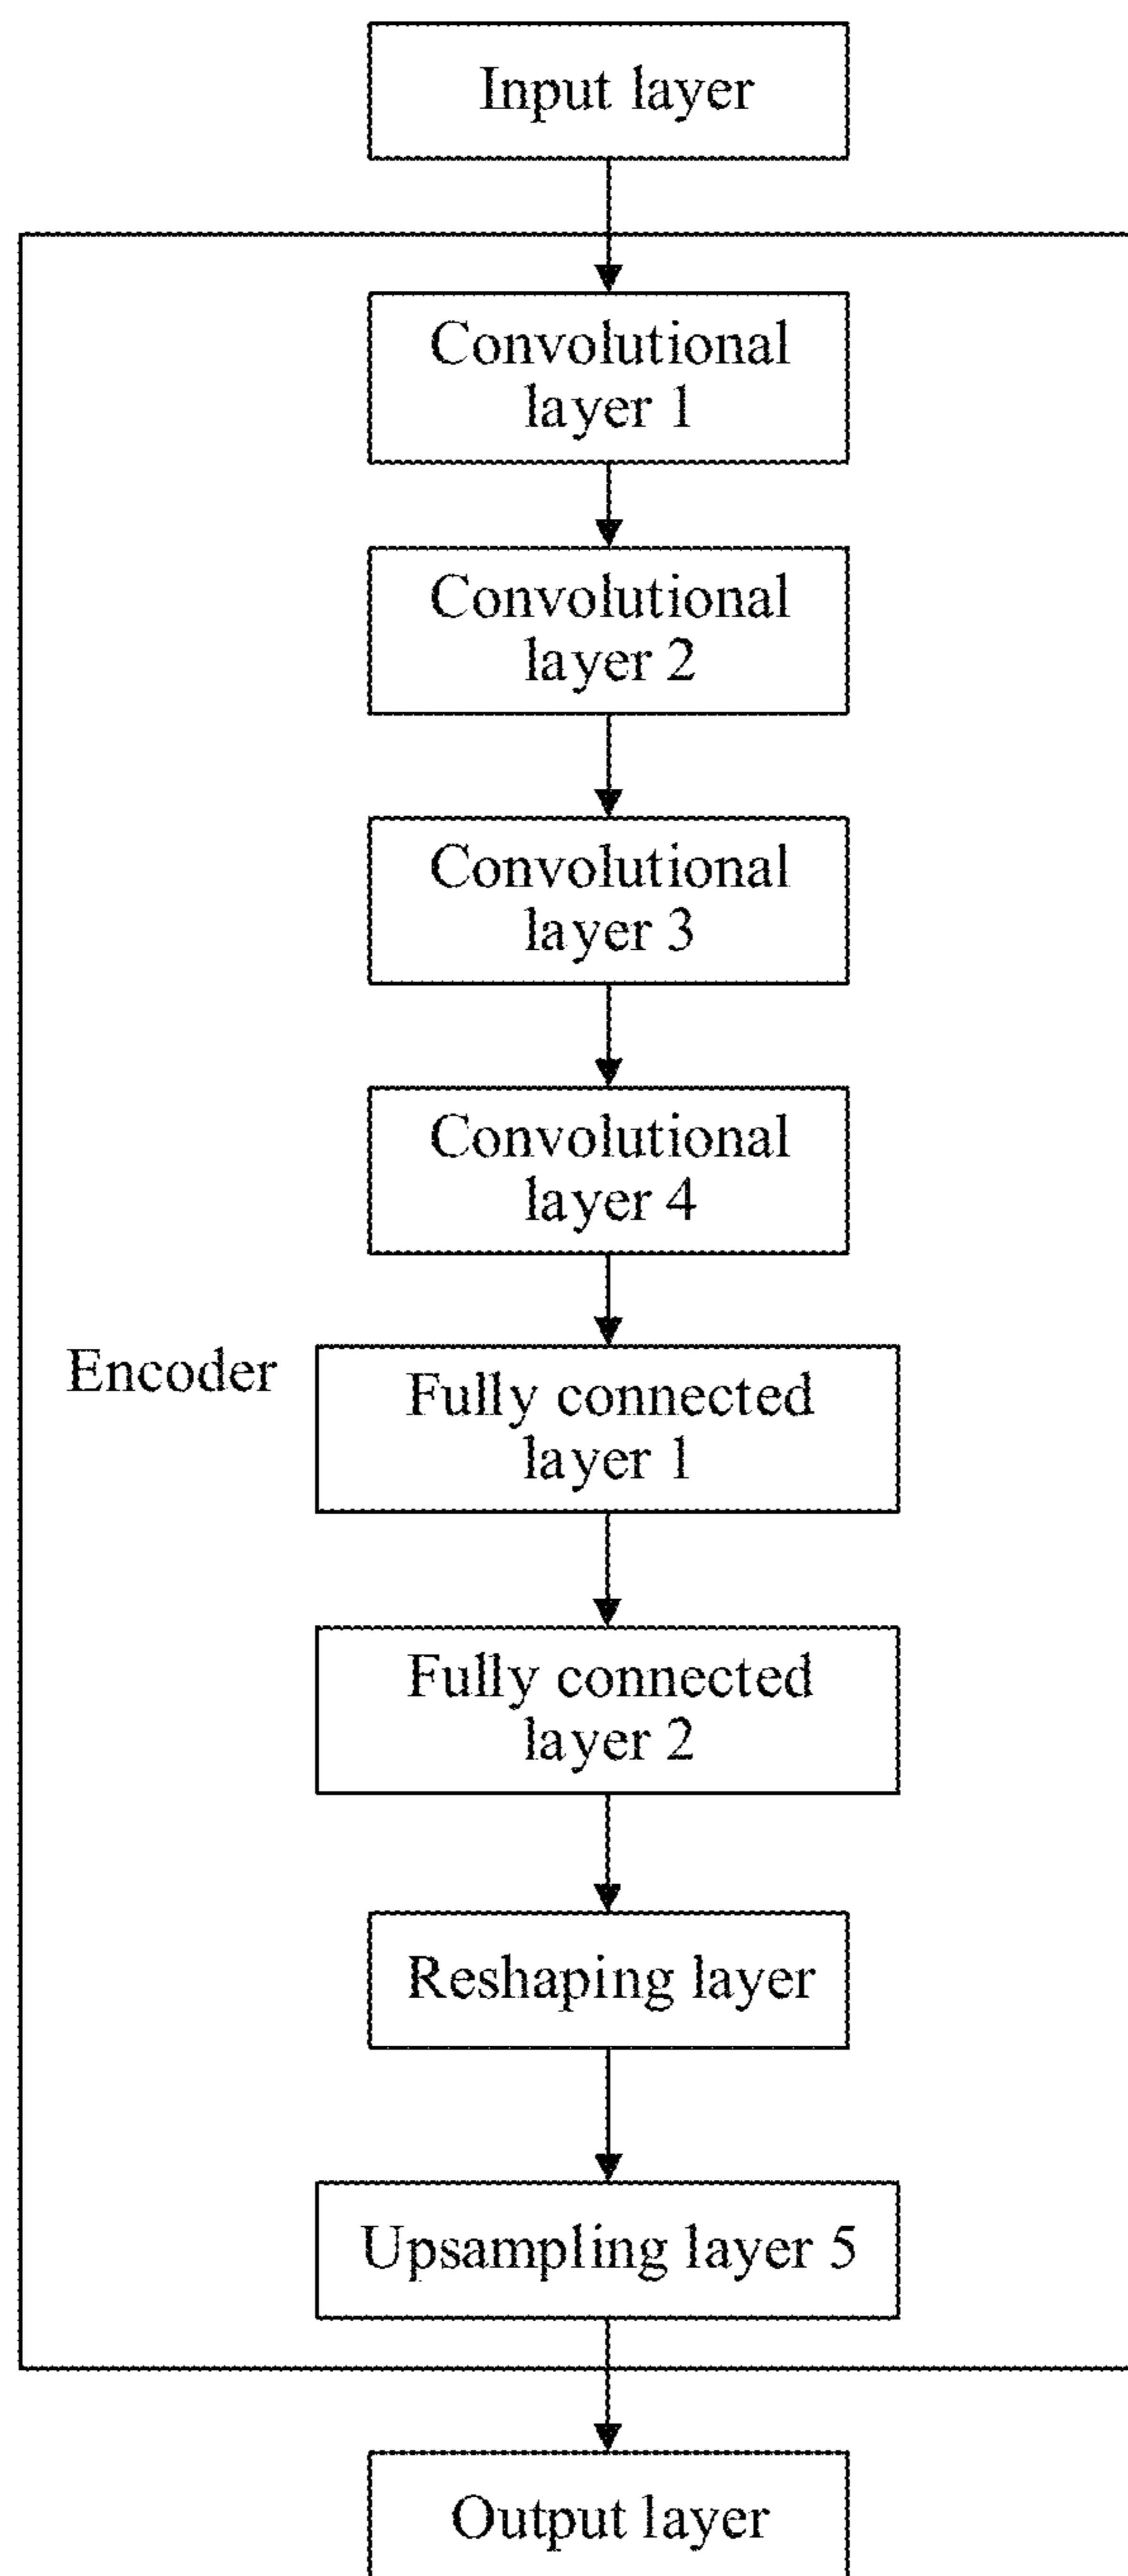 Input layer
Convolutional
layer 1
Convolutional
layer 2
Convolutional
layer 3
Convolutional
layer 4
Encoder
Fully connected
layer 1
Fully connected
layer 2
Reshaping layer
Upsampling layer 5
Output layer